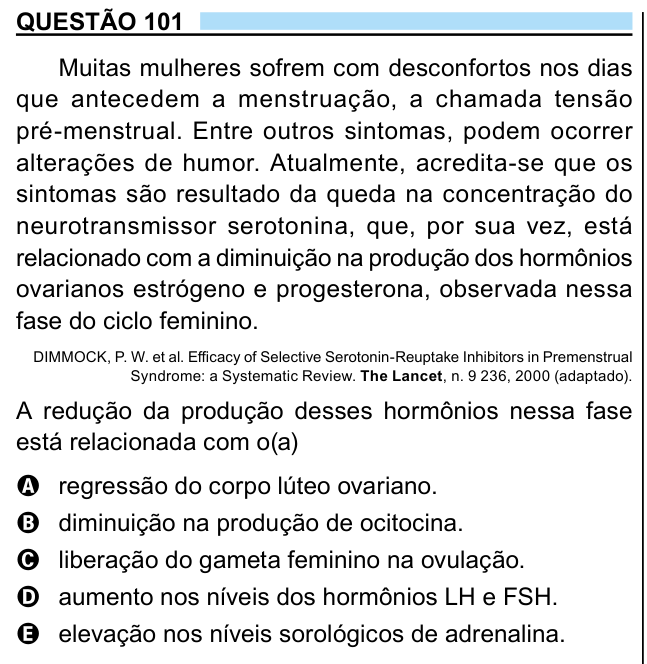 QUESTÃO 101
Muitas mulheres sofrem com desconfortos nos dias
que antecedem a menstruação, a chamada tensão
pré-menstrual. Entre outros sintomas, podem ocorrer
alterações de humor. Atualmente, acredita-se que os
sintomas são resultado da queda na concentração do
neurotransmissor serotonina, que, por sua vez, está
relacionado com a diminuição na produção dos hormônios
ovarianos estrógeno e progesterona, observada nessa
fase do ciclo feminino.
DIMMOCK, P. W. et al. Efficacy of Selective Serotonin-Reuptake Inhibitors in Premenstrual
Syndrome: a Systematic Review. The Lancet, n. 9 236, 2000 (adaptado).
A redução da produção desses hormônios nessa fase
está relacionada com o(a)
A regressão do corpo lúteo ovariano.
B diminuição na produção de ocitocina.
C liberação do gameta feminino na ovulação.
D aumento nos níveis dos hormônios LH e FSH.
E elevação nos níveis sorológicos de adrenalina.